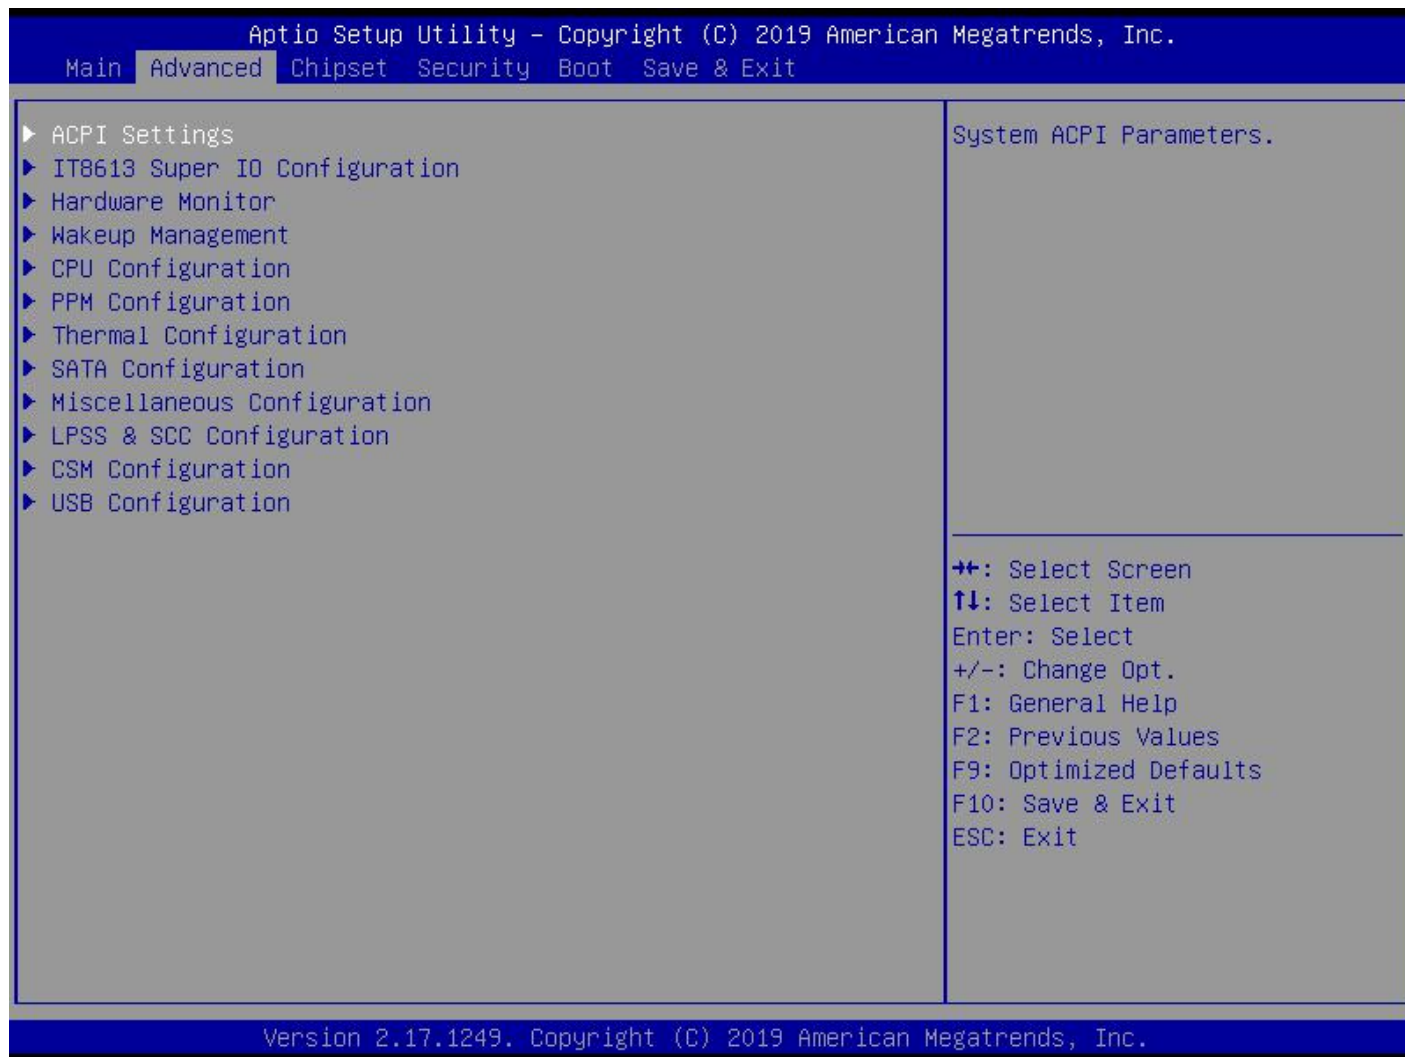 Aptio Setup Utility – Copyright (C) 2019 American Megatrends, Inc.
Main Advanced Chipset Security Boot Save & Exit
▶ ACPI Settings
▶ IT8613 Super IO Configuration
▶ Hardware Monitor
▶ Wakeup Management
▶ CPU Configuration
▶ PPM Configuration
▶ Thermal Configuration
▶ SATA Configuration
▶ Miscellaneous Configuration
▶ LPSS & SCC Configuration
▶ CSM Configuration
▶ USB Configuration
System ACPI Parameters.
→←: Select Screen
↑↓: Select Item
Enter: Select
+/-: Change Opt.
F1: General Help
F2: Previous Values
F9: Optimized Defaults
F10: Save & Exit
ESC: Exit
Version 2.17.1249. Copyright (C) 2019 American Megatrends, Inc.